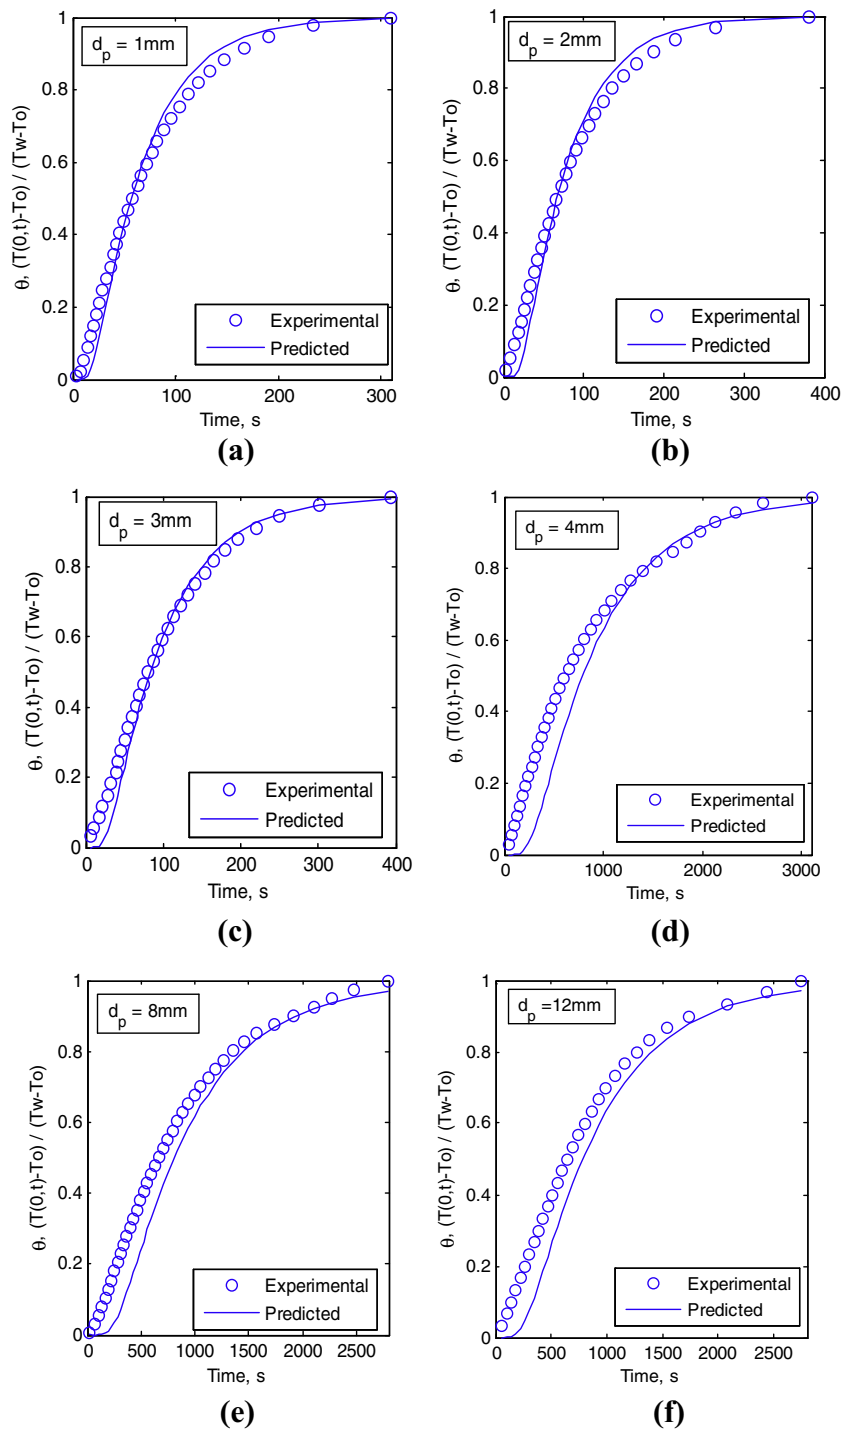 d_p = 1mm
1
0.8
0.6
0.4
0.2
0
θ, (T(0,t)-To) / (Tw-To)
Experimental
Predicted
0 100 200 300
Time, s
(a)
d_p = 2mm
1
0.8
0.6
0.4
0.2
0
θ, (T(0,t)-To) / (Tw-To)
Experimental
Predicted
0 100 200 300 400
Time, s
(b)
d_p = 3mm
1
0.8
0.6
0.4
0.2
0
θ, (T(0,t)-To) / (Tw-To)
Experimental
Predicted
0 100 200 300 400
Time, s
(c)
d_p = 4mm
1
0.8
0.6
0.4
0.2
0
θ, (T(0,t)-To) / (Tw-To)
Experimental
Predicted
0 1000 2000 3000
Time, s
(d)
d_p = 8mm
1
0.8
0.6
0.4
0.2
0
θ, (T(0,t)-To) / (Tw-To)
Experimental
Predicted
0 500 1000 1500 2000 2500
Time, s
(e)
d_p =12mm
1
0.8
0.6
0.4
0.2
0
θ, (T(0,t)-To) / (Tw-To)
Experimental
Predicted
0 500 1000 1500 2000 2500
Time, s
(f)